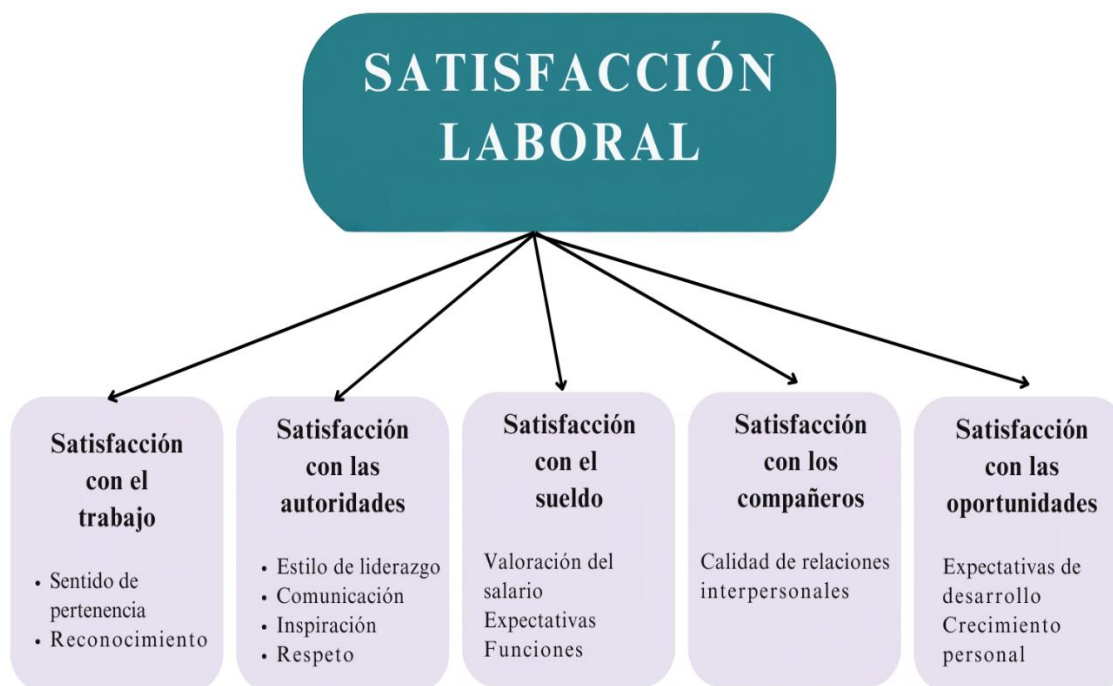 SATISFACCIÓN
LABORAL
Satisfacción
con el
trabajo
• Sentido de
pertenencia
• Reconocimiento
Satisfacción
con las
autoridades
• Estilo de liderazgo
• Comunicación
• Inspiración
• Respeto
Satisfacción
con el
sueldo
Valoración del
salario
Expectativas
Funciones
Satisfacción
con los
compañeros
Calidad de relaciones
interpersonales
Satisfacción
con las
oportunidades
Expectativas de
desarrollo
Crecimiento
personal